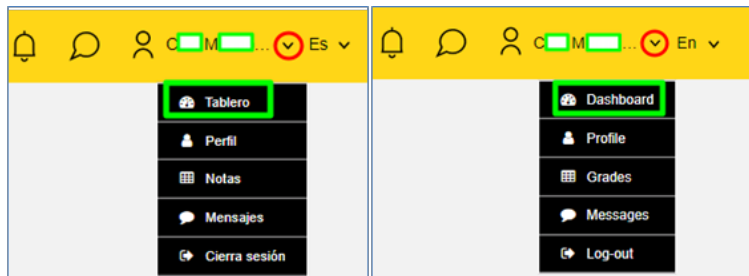 C M ... Es
Tablero
Perfil
Notas
Mensajes
Cierra sesión
C M ... En
Dashboard
Profile
Grades
Messages
Log-out